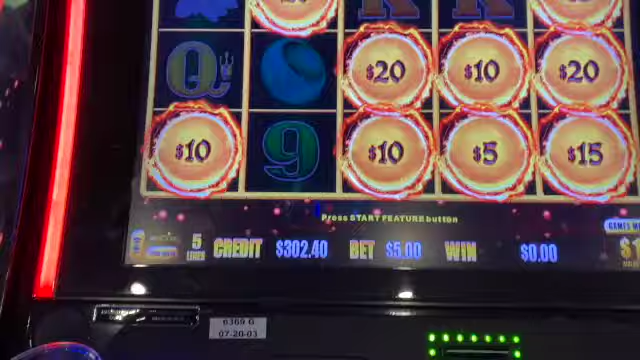 K K
Q $20 $10 $20
$10 9 $10 $5 $15
Press START FEATURE button
5 LINES CREDIT $302.40 BET $5.00 WIN $0.00
6369 G
07-20-03